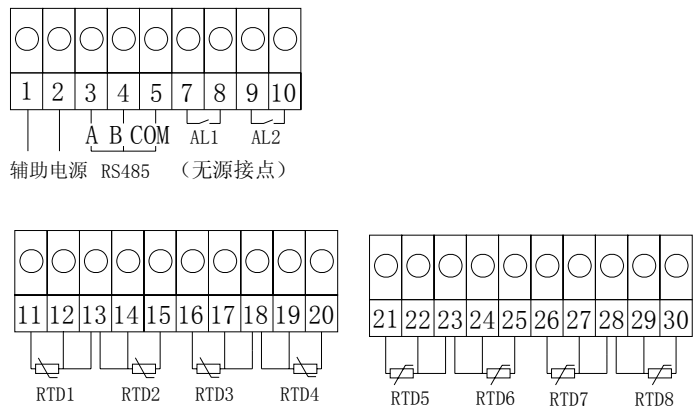 1 2 3 4 5 7 8 9 10
A B COM AL1 AL2
辅助电源 RS485 (无源接点)
11 12 13 14 15 16 17 18 19 20
RTD1 RTD2 RTD3 RTD4
21 22 23 24 25 26 27 28 29 30
RTD5 RTD6 RTD7 RTD8